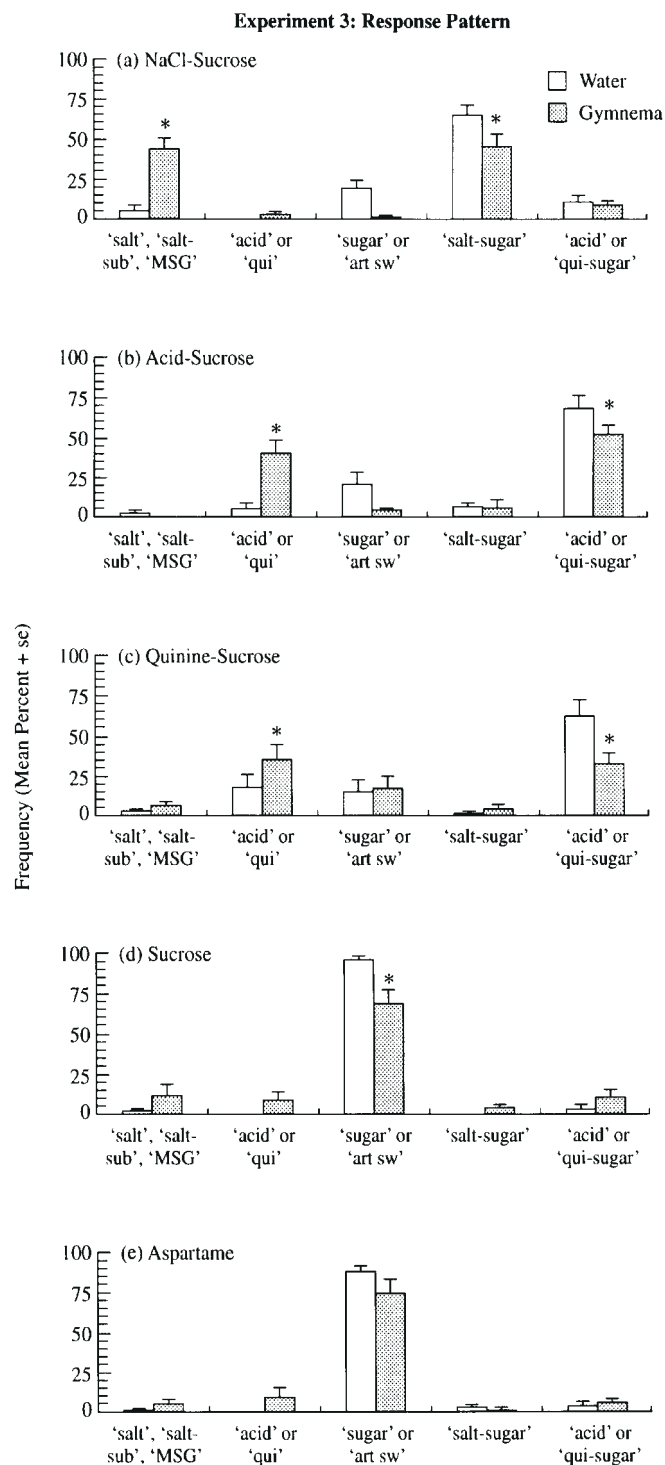 Experiment 3: Response Pattern
100 (a) NaCl-Sucrose
Water
75
Gymnema
*
*
50
25
0
‘salt’, ‘salt- ‘acid’ or ‘sugar’ or ‘salt-sugar’ ‘acid’ or
sub’, ‘MSG’ ‘qui’ ‘art sw’ ‘qui-sugar’
100 (b) Acid-Sucrose
75
*
*
50
25
0
‘salt’, ‘salt- ‘acid’ or ‘sugar’ or ‘salt-sugar’ ‘acid’ or
sub’, ‘MSG’ ‘qui’ ‘art sw’ ‘qui-sugar’
Frequency (Mean Percent + se)
100 (c) Quinine-Sucrose
75
*
*
50
25
0
‘salt’, ‘salt- ‘acid’ or ‘sugar’ or ‘salt-sugar’ ‘acid’ or
sub’, ‘MSG’ ‘qui’ ‘art sw’ ‘qui-sugar’
100 (d) Sucrose
*
75
50
25
0
‘salt’, ‘salt- ‘acid’ or ‘sugar’ or ‘salt-sugar’ ‘acid’ or
sub’, ‘MSG’ ‘qui’ ‘art sw’ ‘qui-sugar’
100 (e) Aspartame
75
50
25
0
‘salt’, ‘salt- ‘acid’ or ‘sugar’ or ‘salt-sugar’ ‘acid’ or
sub’, ‘MSG’ ‘qui’ ‘art sw’ ‘qui-sugar’